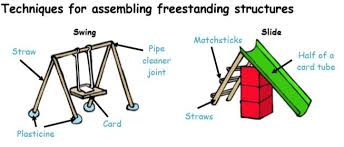 Techniques for assembling freestanding structures
Swing
Straw
Pipe
cleaner
joint
Card
Plasticine
Slide
Matchsticks
Half of
a card tube
Straws